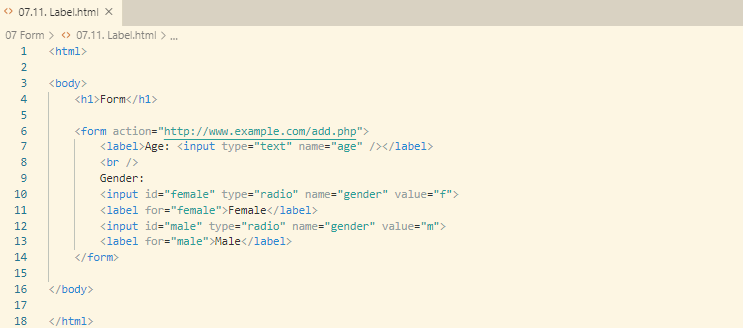 <> 07.11. Label.html ×
07 Form > <> 07.11. Label.html > ...
1 <html>
2
3 <body>
4     <h1>Form</h1>
5
6     <form action="http://www.example.com/add.php">
7         <label>Age: <input type="text" name="age" /></label>
8         <br />
9         Gender:
10         <input id="female" type="radio" name="gender" value="f">
11         <label for="female">Female</label>
12         <input id="male" type="radio" name="gender" value="m">
13         <label for="male">Male</label>
14     </form>
15
16 </body>
17
18 </html>